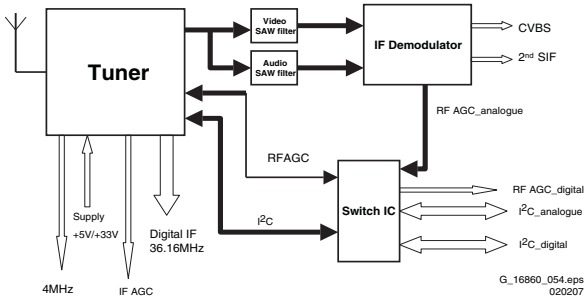 Video
SAW filter
Audio
SAW filter
Tuner
IF Demodulator
CVBS
2nd SIF
RF AGC_analogue
RFAGC
I2C
Switch IC
RF AGC_digital
I2C_analogue
I2C_digital
Supply
+5V/+33V
Digital IF
36.16MHz
4MHz
IF AGC
G_16860_054.eps
020207